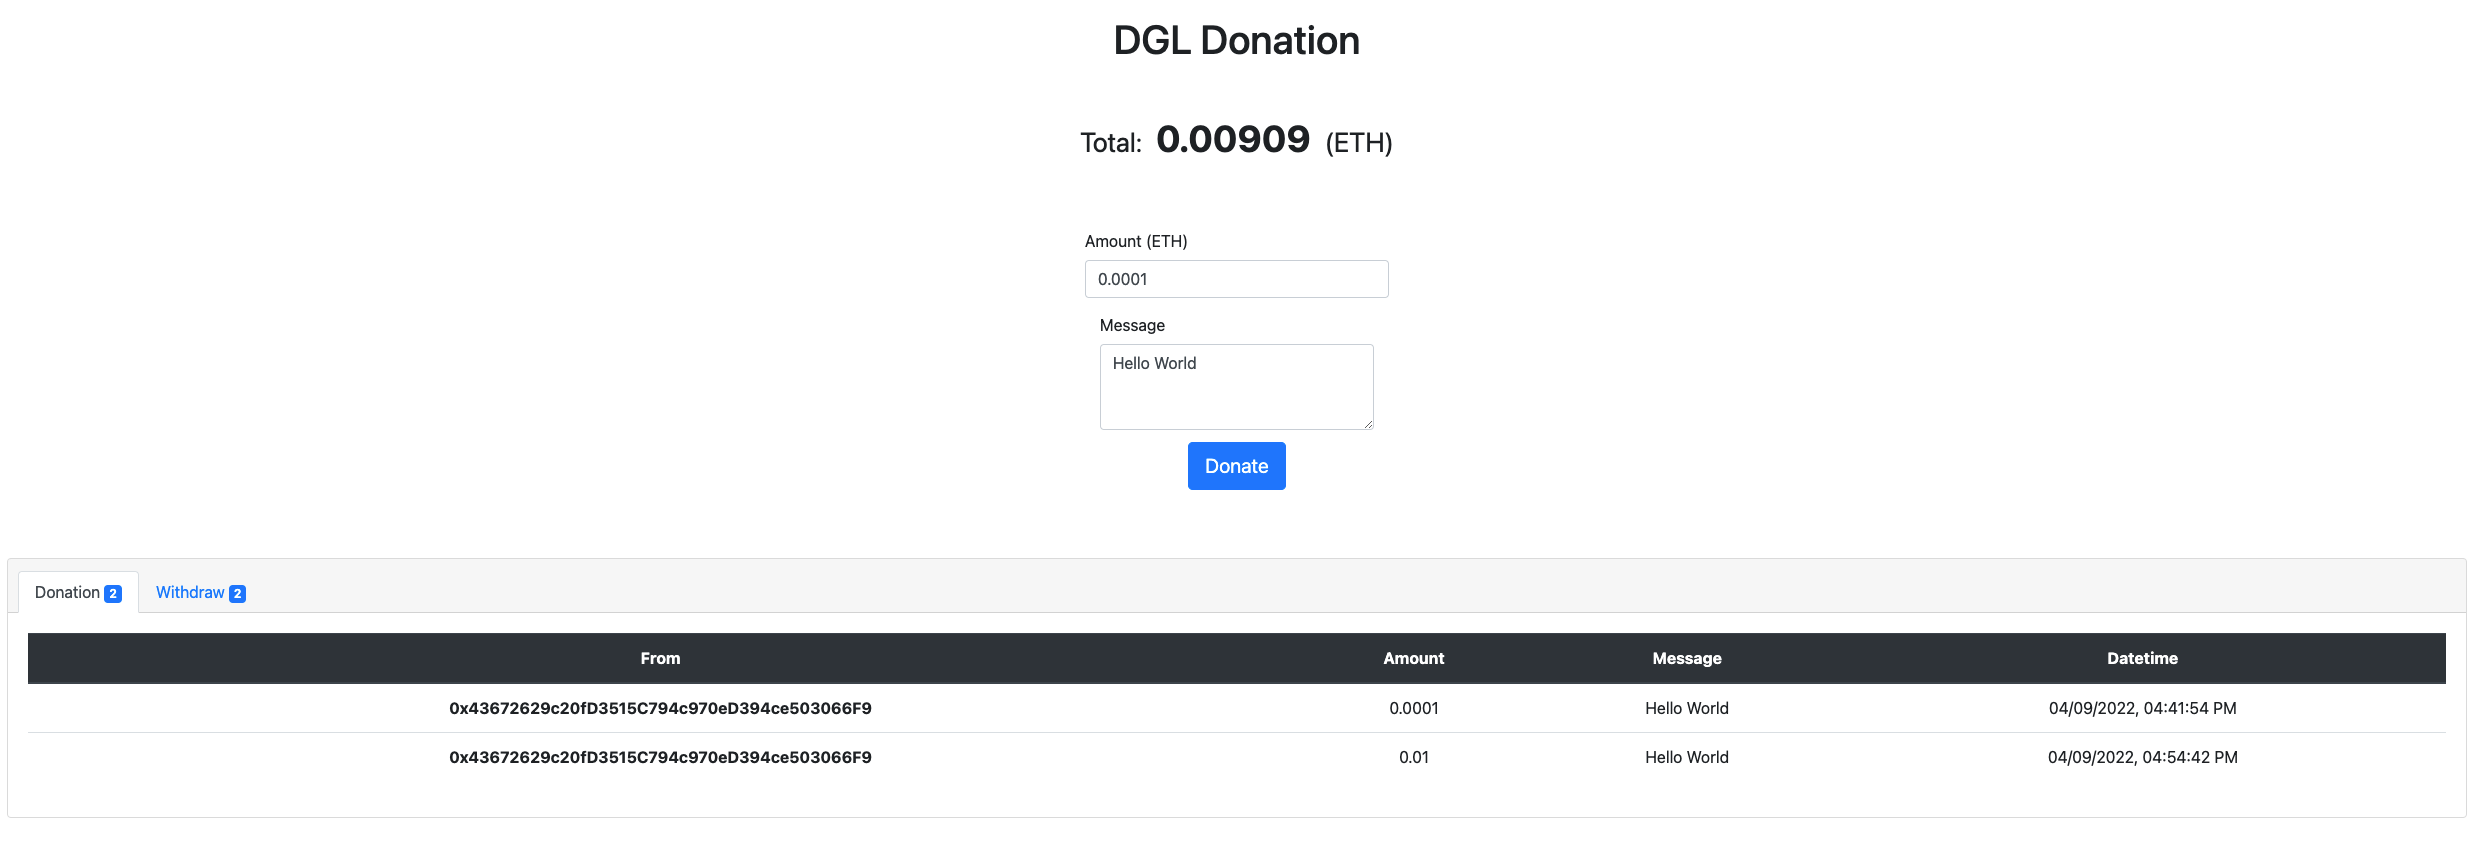 DGL Donation
Total: 0.00909 (ETH)
Amount (ETH)
0.0001
Message
Hello World
Donate
Donation 2 Withdraw 2
From Amount Message Datetime
0x43672629c20fD3515C794c970eD394ce503066F9 0.0001 Hello World 04/09/2022, 04:41:54 PM
0x43672629c20fD3515C794c970eD394ce503066F9 0.01 Hello World 04/09/2022, 04:54:42 PM